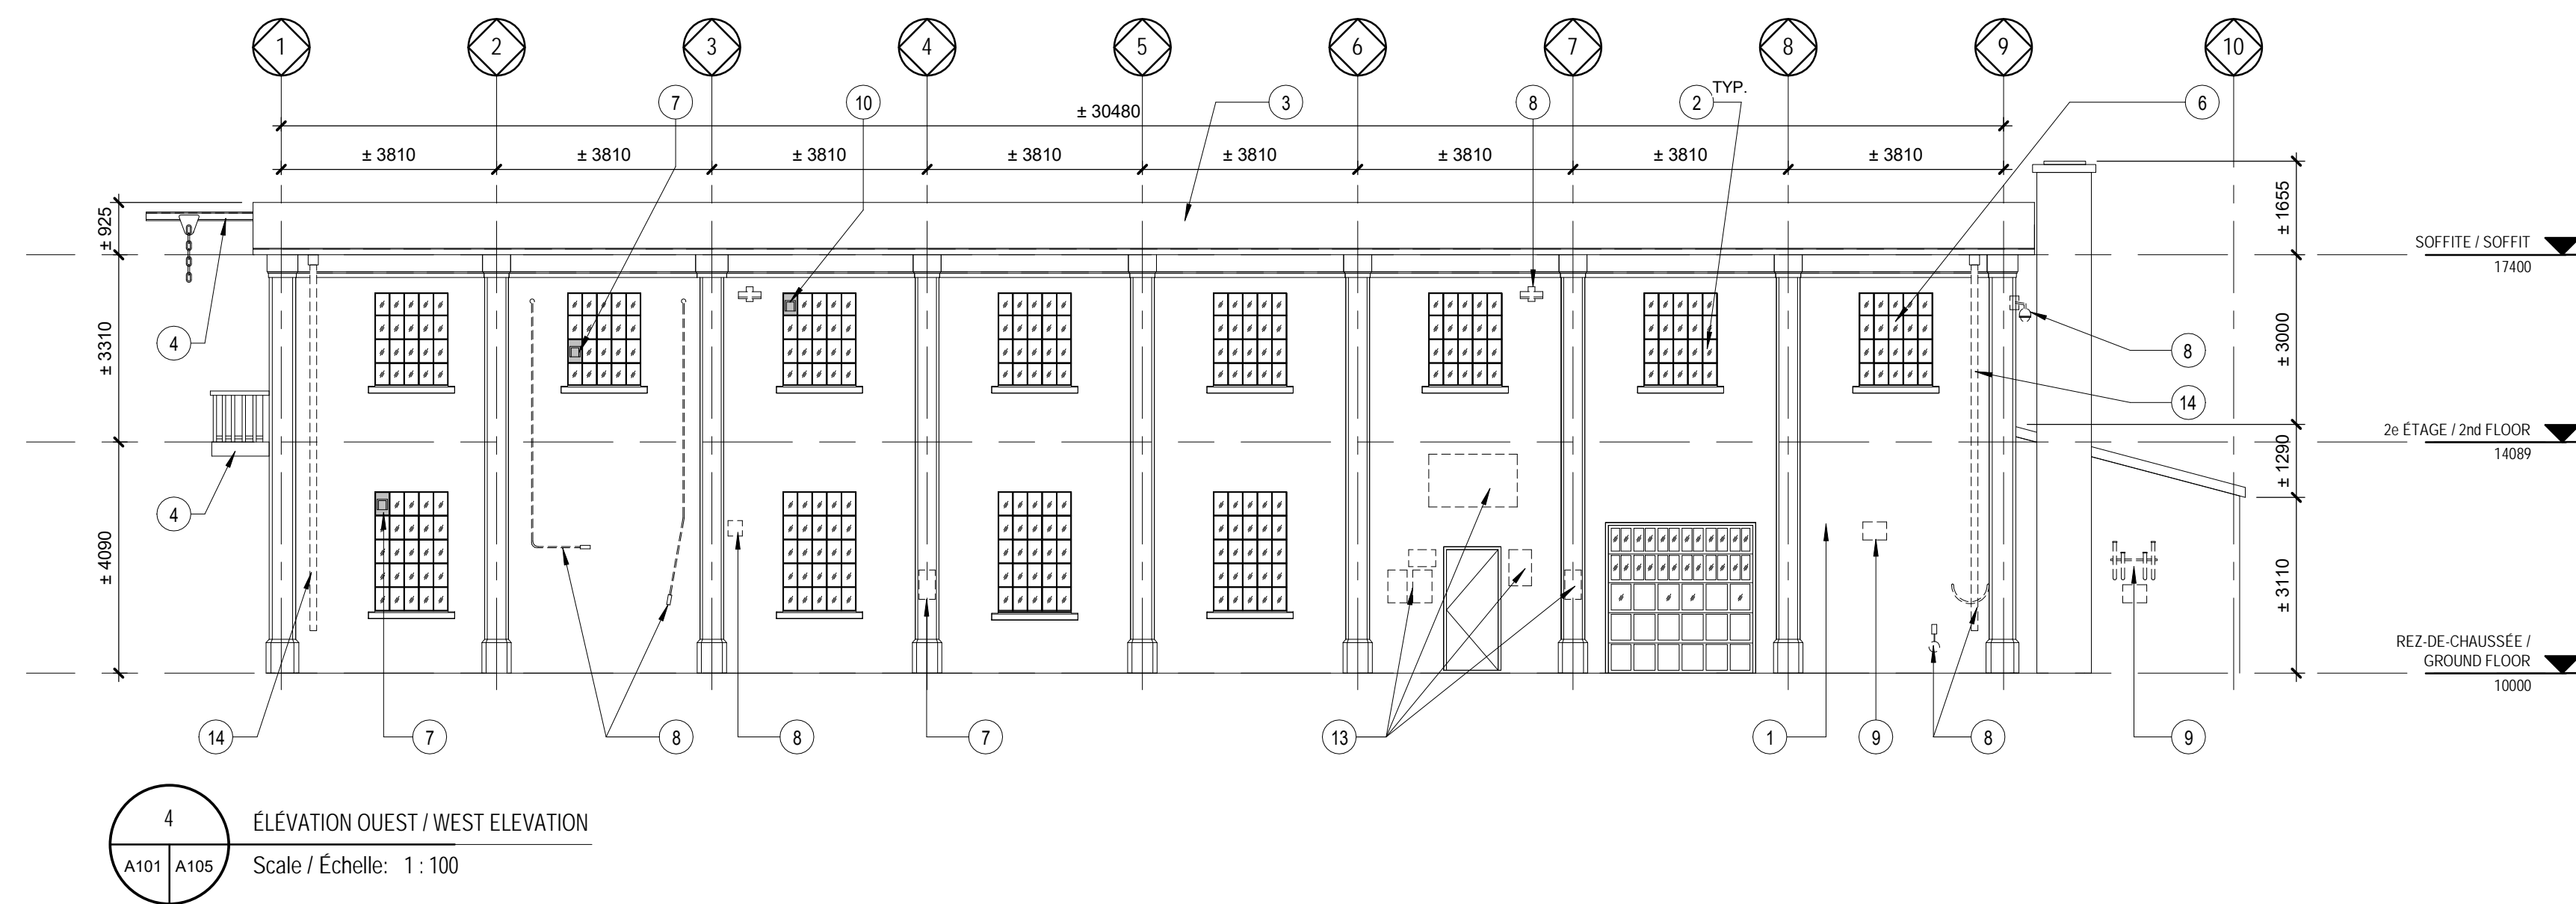 1 2 3 4 5 6 7 8 9 10
7 10 3 8 2 TYP. 6
± 30480
± 3810 ± 3810 ± 3810 ± 3810 ± 3810 ± 3810 ± 3810 ± 3810
± 925
± 1655
SOFFITE / SOFFIT
17400
± 3310
4
± 3000
8
14
2e ÉTAGE / 2nd FLOOR
14089
± 1290
4
± 4090
± 3110
REZ-DE-CHAUSSÉE /
GROUND FLOOR
10000
14 7 8 8 7 13 1 9 8 9
4
A101 A105
ÉLÉVATION OUEST / WEST ELEVATION
Scale / Échelle: 1 : 100